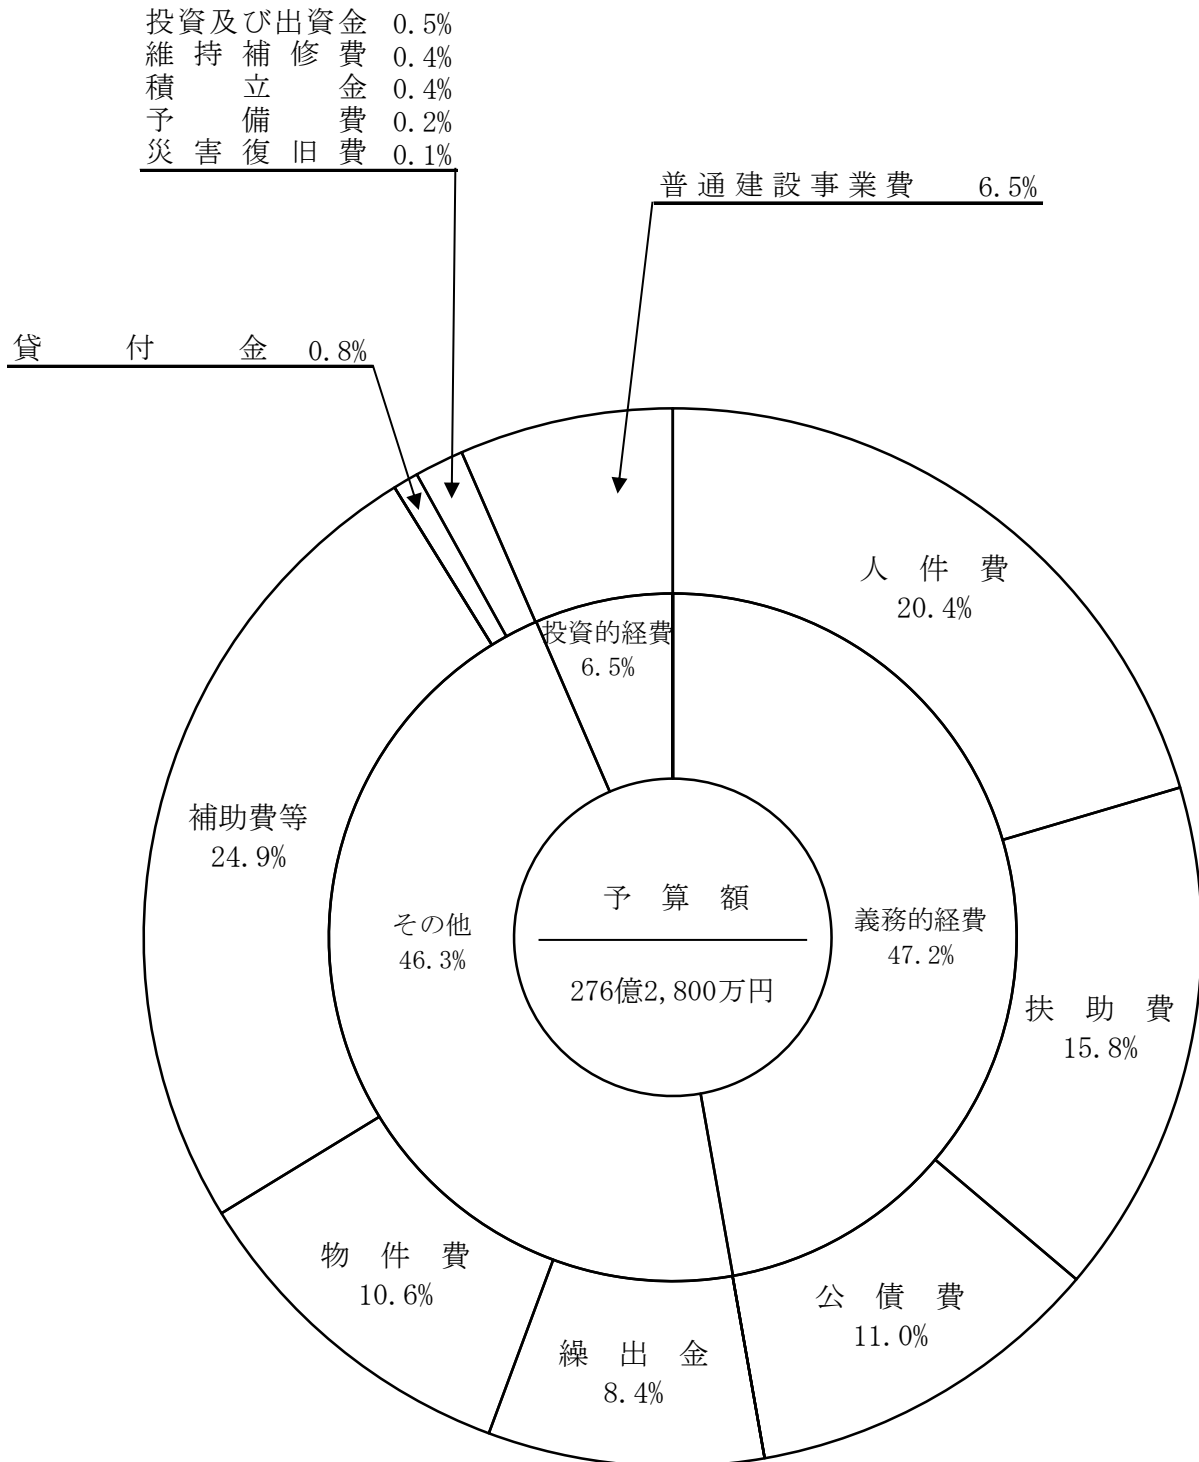 投資及び出資金 0.5%
維持補修費 0.4%
積立金 0.4%
予備費 0.2%
災害復旧費 0.1%
普通建設事業費 6.5%
貸付金 0.8%
人件費
20.4%
投資的経費
6.5%
補助費等
24.9%
予算額
276億2,800万円
その他
46.3%
義務的経費
47.2%
扶助費
15.8%
物件費
10.6%
公債費
11.0%
繰出金
8.4%